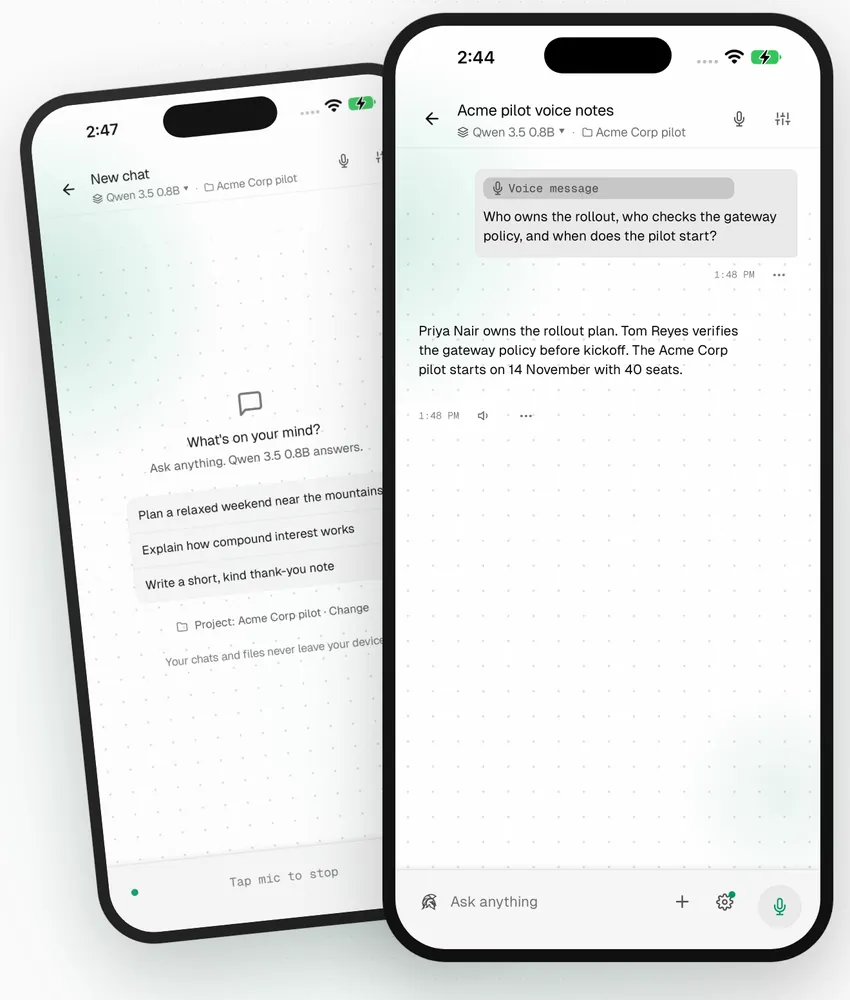 2:47
New chat
Qwen 3.5 0.8B ▾ · Acme Corp pilot
What's on your mind?
Ask anything. Qwen 3.5 0.8B answers.
Plan a relaxed weekend near the mountains
Explain how compound interest works
Write a short, kind thank-you note
Project: Acme Corp pilot · Change
Your chats and files never leave your device
Tap mic to stop
2:44
Acme pilot voice notes
Qwen 3.5 0.8B ▾ · Acme Corp pilot
Voice message
Who owns the rollout, who checks the gateway
policy, and when does the pilot start?
1:48 PM
Priya Nair owns the rollout plan. Tom Reyes verifies
the gateway policy before kickoff. The Acme Corp
pilot starts on 14 November with 40 seats.
1:48 PM
Ask anything